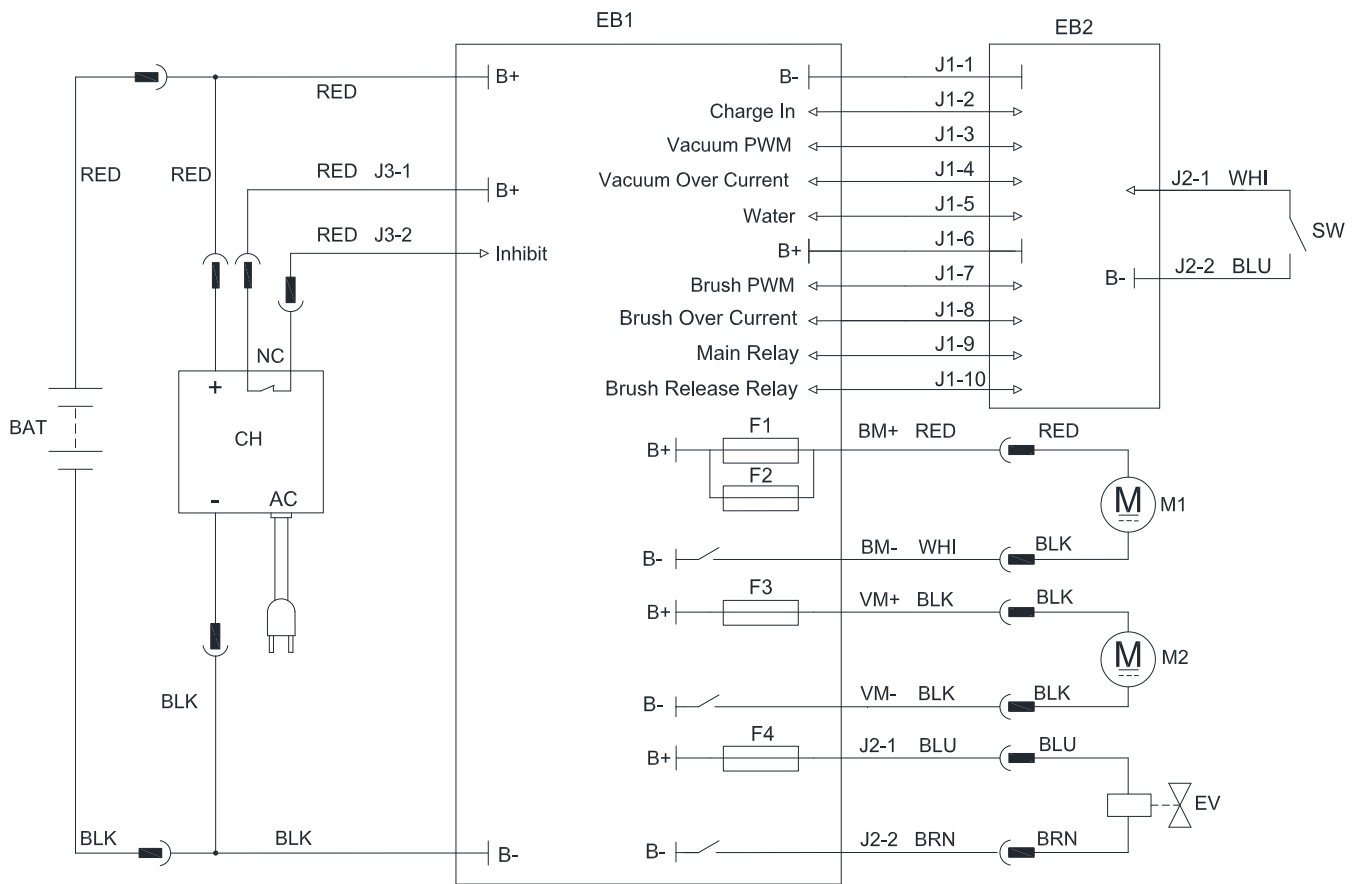 EB1
EB2
B+
RED
B-
J1-1
Charge In
J1-2
Vacuum PWM
J1-3
RED
RED
RED J3-1
B+
Vacuum Over Current
J1-4
J2-1 WHI
Water
J1-5
SW
RED J3-2
Inhibit
B+
J1-6
B-
J2-2 BLU
Brush PWM
J1-7
Brush Over Current
J1-8
NC
Main Relay
J1-9
+
Brush Release Relay
J1-10
BAT
CH
B+
F1
BM+ RED
RED
F2
-
AC
M
M1
B-
BM- WHI
BLK
B+
F3
VM+ BLK
BLK
M
M2
BLK
B-
VM- BLK
BLK
B+
F4
J2-1 BLU
BLU
EV
BLK
BLK
B-
B-
J2-2 BRN
BRN